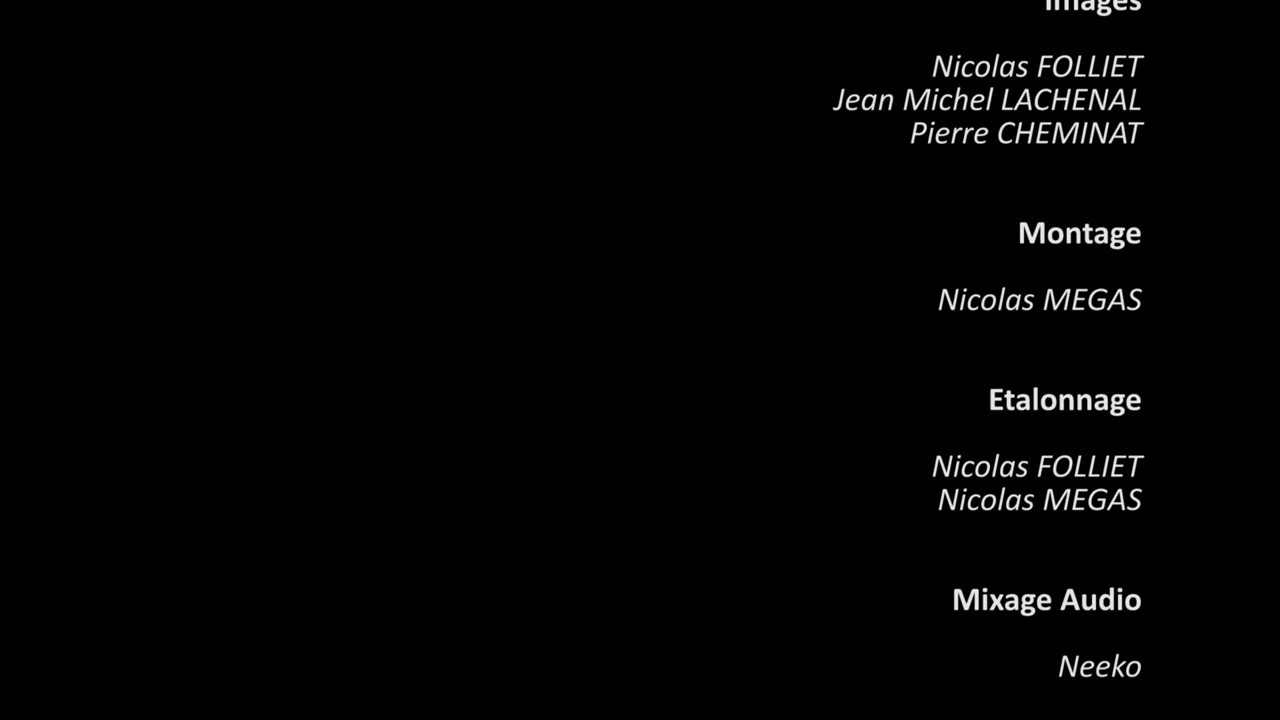 Images
Nicolas FOLLIET
Jean Michel LACHENAL
Pierre CHEMINAT
Montage
Nicolas MEGAS
Etalonnage
Nicolas FOLLIET
Nicolas MEGAS
Mixage Audio
Neeko